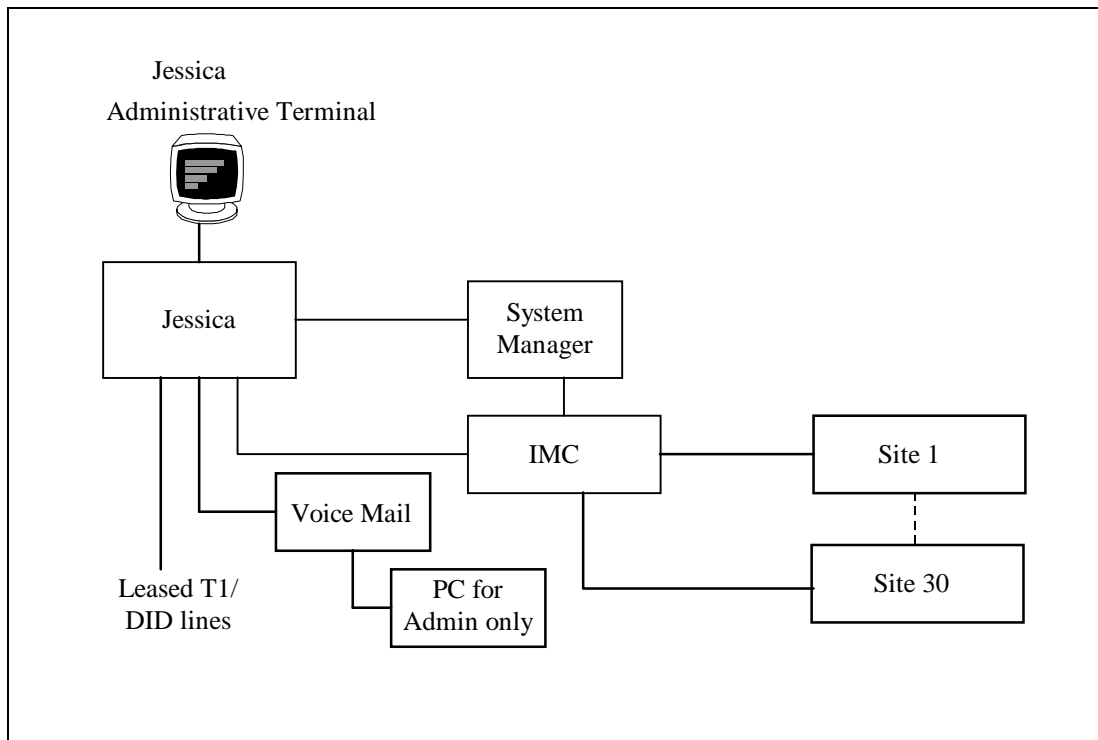 Jessica
Administrative Terminal
Jessica
System
Manager
IMC
Site 1
Voice Mail
Site 30
Leased T1/
DID lines
PC for
Admin only